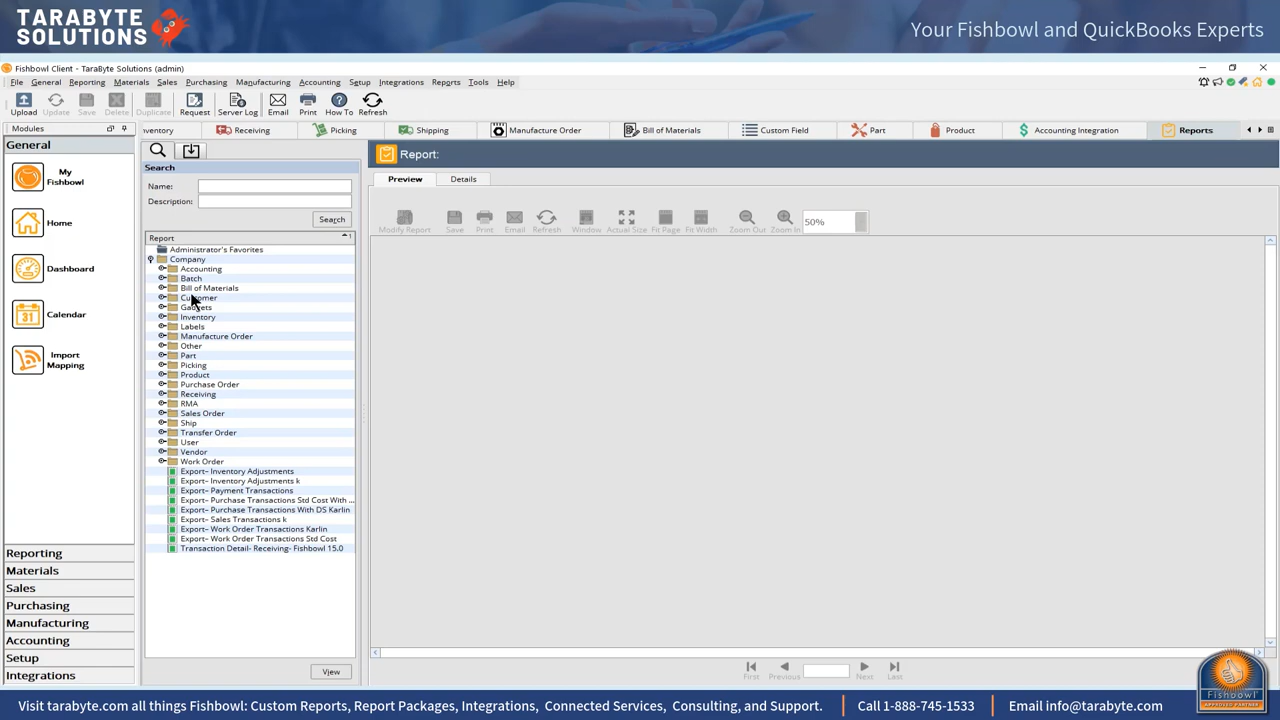 TARABYTE
SOLUTIONS
Your Fishbowl and QuickBooks Experts
Fishbowl Client - TaraByte Solutions (admin)
File General Reporting Materials Sales Purchasing Manufacturing Accounting Setup Integrations Reports Tools Help
Upload Update Save Delete Duplicate Request Server Log Email Print How To Refresh
Modules
nventory Receiving Picking Shipping Manufacture Order Bill of Materials Custom Field Part Product Accounting Integration Reports
General
My
Fishbowl
Home
Dashboard
Calendar
31
Import
Mapping
Reporting
Materials
Sales
Purchasing
Manufacturing
Accounting
Setup
Integrations
Search
Name:
Description:
Search
Report
Administrator's Favorites
Company
Accounting
Batch
Bill of Materials
Customer
Gadgets
Inventory
Labels
Manufacture Order
Other
Part
Picking
Product
Purchase Order
Receiving
RMA
Sales Order
Ship
Transfer Order
User
Vendor
Work Order
Export- Inventory Adjustments
Export- Inventory Adjustments k
Export- Payment Transactions
Export- Purchase Transactions Std Cost With ...
Export- Purchase Transactions With DS Karlin
Export- Sales Transactions k
Export- Work Order Transactions Karlin
Export- Work Order Transactions Std Cost
Transaction Detail- Receiving- Fishbowl 15.0
View
Report:
Preview Details
Modify Report Save Print Email Refresh Window Actual Size Fit Page Fit Width Zoom Out Zoom In 50%
First Previous Next Last
Fishbowl
APPROVED PARTNER
Visit tarabyte.com all things Fishbowl: Custom Reports, Report Packages, Integrations, Connected Services, Consulting, and Support. Call 1-888-745-1533 Email info@tarabyte.com